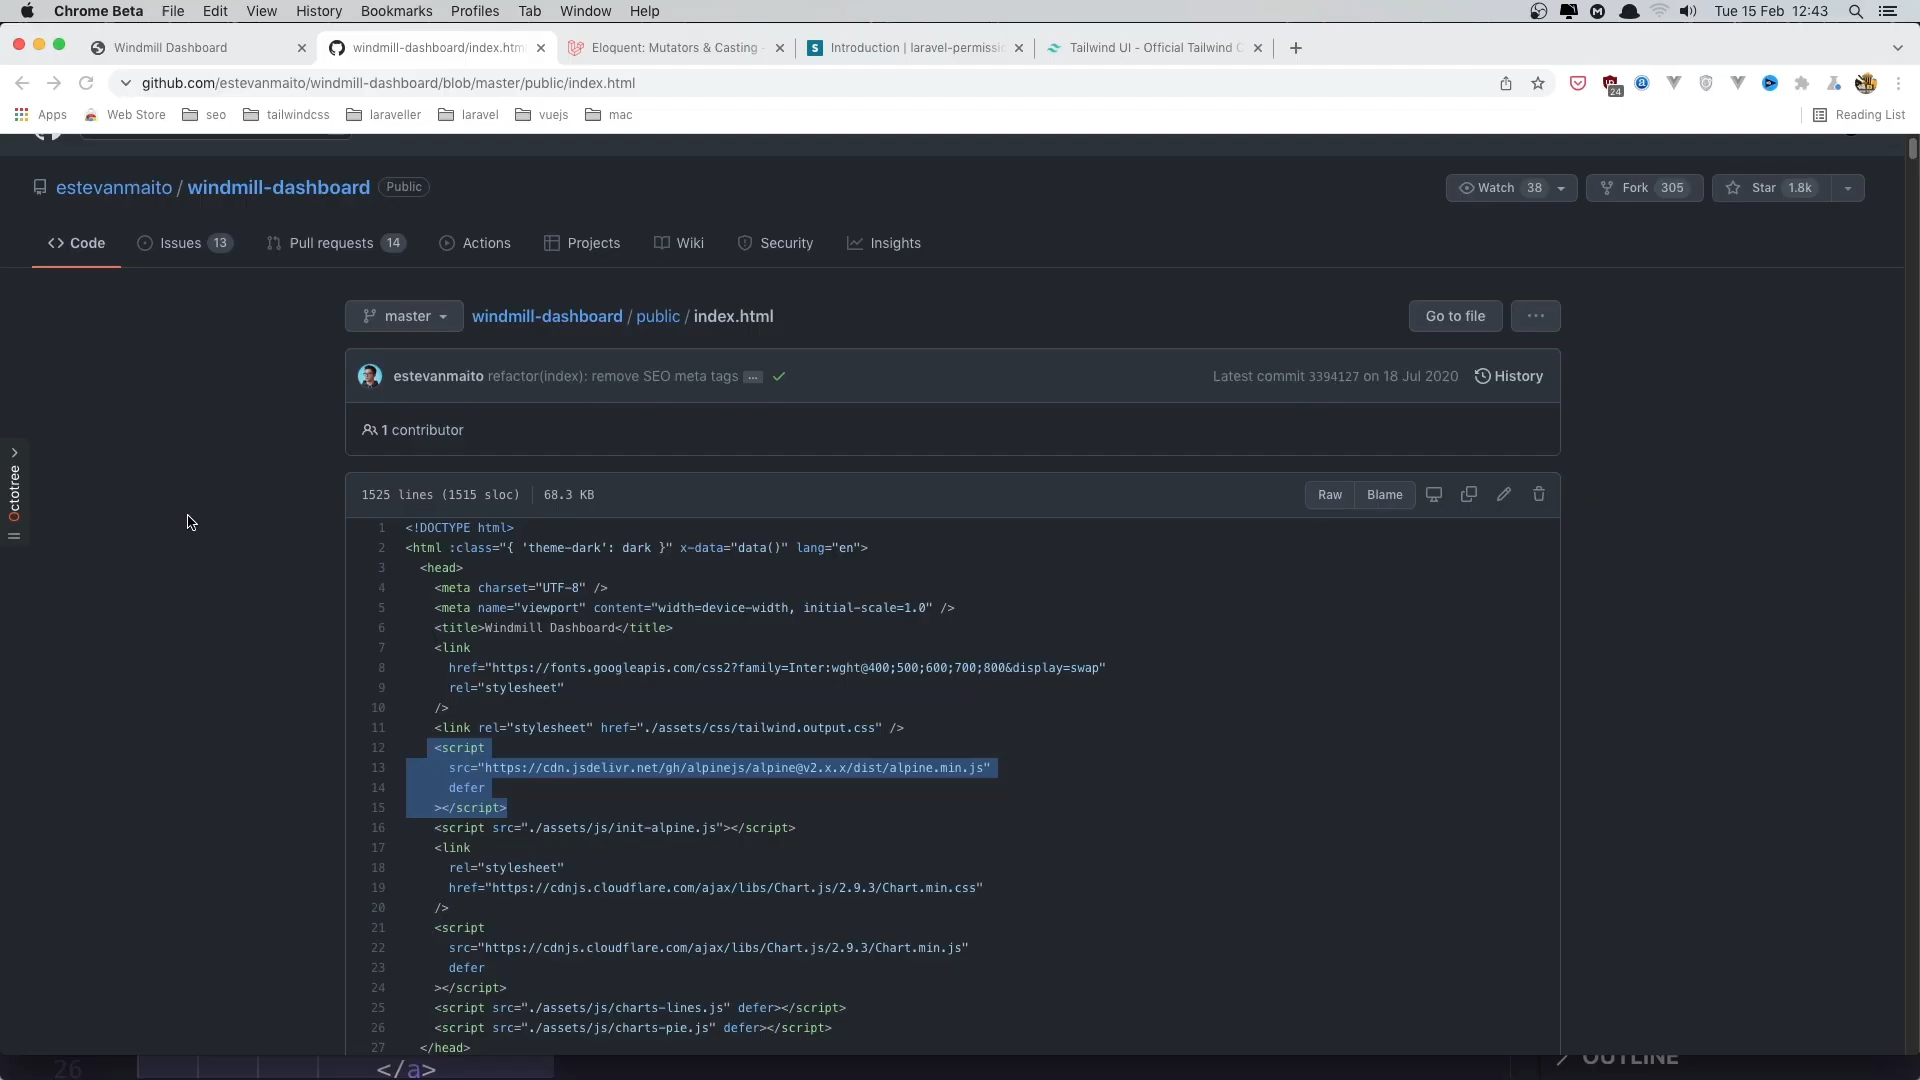 Chrome Beta File Edit View History Bookmarks Profiles Tab Window Help Tue 15 Feb 12:43
Windmill Dashboard windmill-dashboard/index.htm Eloquent: Mutators & Casting - Introduction | laravel-permissi Tailwind UI - Official Tailwind C
github.com/estevanmaito/windmill-dashboard/blob/master/public/index.html 24
Apps Web Store seo tailwindcss laraveller laravel vuejs mac Reading List
estevanmaito / windmill-dashboard Public Watch 38 Fork 305 Star 1.8k
Code Issues 13 Pull requests 14 Actions Projects Wiki Security Insights
master windmill-dashboard / public / index.html Go to file ...
estevanmaito refactor(index): remove SEO meta tags ... Latest commit 3394127 on 18 Jul 2020 History
1 contributor
Octotree
1525 lines (1515 sloc) 68.3 KB Raw Blame
1 <!DOCTYPE html>
2 <html :class="{ 'theme-dark': dark }" x-data="data()" lang="en">
3 <head>
4 <meta charset="UTF-8" />
5 <meta name="viewport" content="width=device-width, initial-scale=1.0" />
6 <title>Windmill Dashboard</title>
7 <link
8 href="https://fonts.googleapis.com/css2?family=Inter:wght@400;500;600;700;800&display=swap"
9 rel="stylesheet"
10 />
11 <link rel="stylesheet" href="./assets/css/tailwind.output.css" />
12 <script
13 src="https://cdn.jsdelivr.net/gh/alpinejs/alpine@v2.x.x/dist/alpine.min.js"
14 defer
15 ></script>
16 <script src="./assets/js/init-alpine.js"></script>
17 <link
18 rel="stylesheet"
19 href="https://cdnjs.cloudflare.com/ajax/libs/Chart.js/2.9.3/Chart.min.css"
20 />
21 <script
22 src="https://cdnjs.cloudflare.com/ajax/libs/Chart.js/2.9.3/Chart.min.js"
23 defer
24 ></script>
25 <script src="./assets/js/charts-lines.js" defer></script>
26 <script src="./assets/js/charts-pie.js" defer></script>
27 </head>
26 </a> OUTLINE